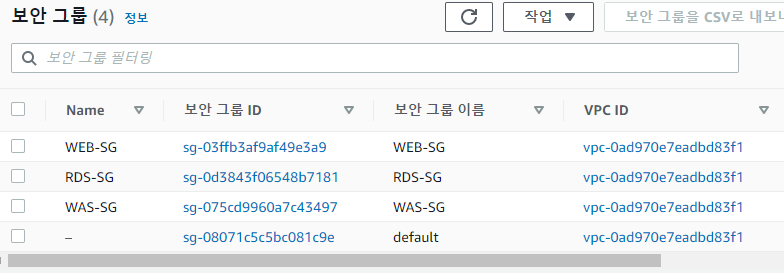 보안 그룹 (4) 정보
작업
보안 그룹을 CSV로 내보내
보안 그룹 필터링
Name 보안 그룹 ID 보안 그룹 이름 VPC ID
WEB-SG sg-03ffb3af9af49e3a9 WEB-SG vpc-0ad970e7eadbd83f1
RDS-SG sg-0d3843f06548b7181 RDS-SG vpc-0ad970e7eadbd83f1
WAS-SG sg-075cd9960a7c43497 WAS-SG vpc-0ad970e7eadbd83f1
– sg-08071c5c5bc081c9e default vpc-0ad970e7eadbd83f1